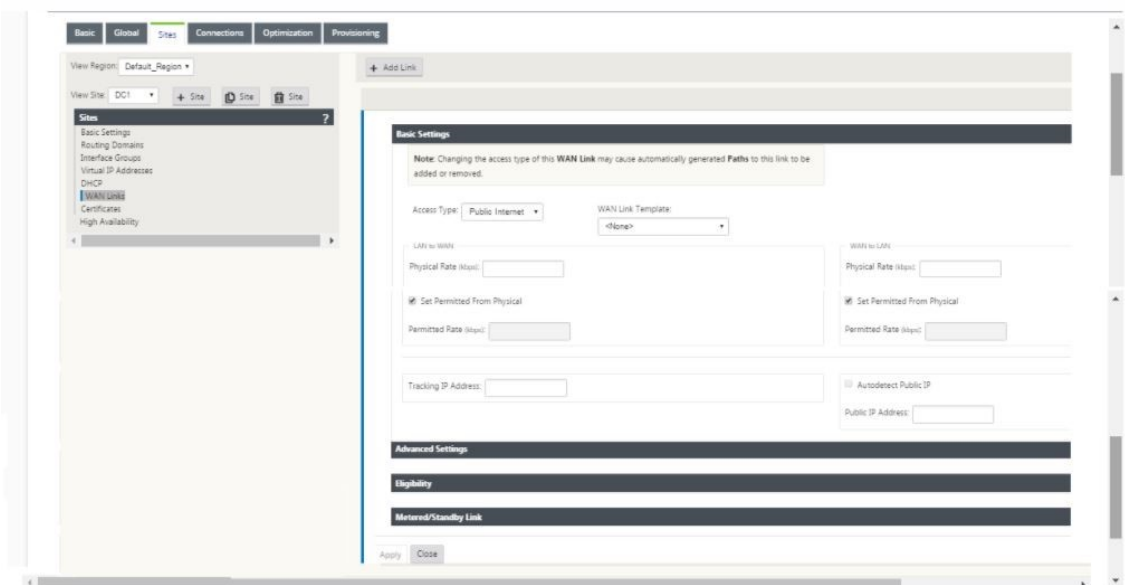 Basic Global Sites Connections Optimization Provisioning
View Region: Default_Region
+ Add Link
View Site: DC1 + Site Site Site
Sites ?
Basic Settings
Routing Domains
Interface Groups
Virtual IP Addresses
DHCP
WAN Links
Certificates
High Availability
Basic Settings
Note: Changing the access type of this WAN Link may cause automatically generated Paths to this link to be
added or removed.
Access Type: Public Internet
WAN Link Template:
<None>
LAN to WAN
WAN to LAN
Physical Rate (kbps):
Physical Rate (kbps):
Set Permitted From Physical
Set Permitted From Physical
Permitted Rate (kbps):
Permitted Rate (kbps):
Tracking IP Address:
Autodetect Public IP
Public IP Address:
Advanced Settings
Eligibility
Metered/Standby Link
Apply Close